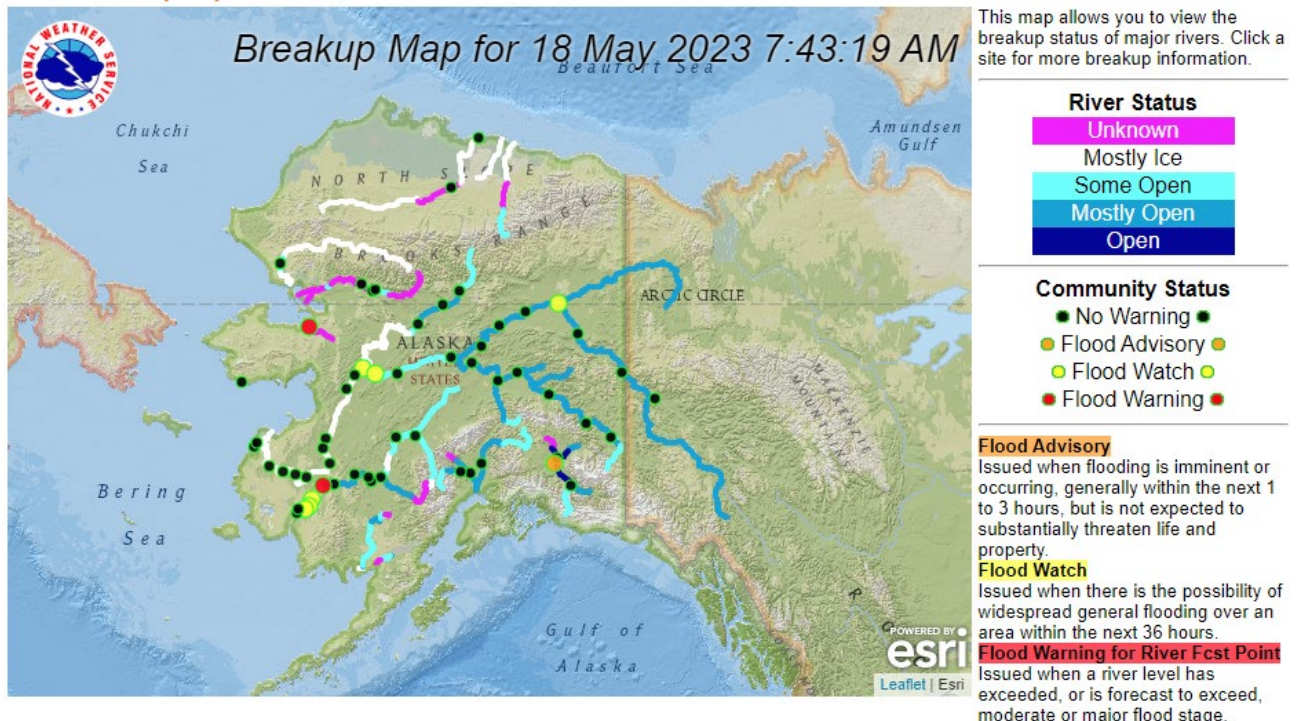 NATIONAL WEATHER SERVICE
Breakup Map for 18 May 2023 7:43:19 AM
Beaufort Sea
Chukchi
Sea
Amundsen
Gulf
NORTH SLOPE
BROOKS RANGE
ARCTIC CIRCLE
ALASKA
UNITED
STATES
MACKENZIE
MOUNTAINS
Bering
Sea
Gulf of
Alaska
R O
POWERED BY
esri
Leaflet | Esri
This map allows you to view the
breakup status of major rivers. Click a
site for more breakup information.
River Status
Unknown
Mostly Ice
Some Open
Mostly Open
Open
Community Status
No Warning
Flood Advisory
Flood Watch
Flood Warning
Flood Advisory
Issued when flooding is imminent or
occurring, generally within the next 1
to 3 hours, but is not expected to
substantially threaten life and
property.
Flood Watch
Issued when there is the possibility of
widespread general flooding over an
area within the next 36 hours.
Flood Warning for River Fcst Point
Issued when a river level has
exceeded, or is forecast to exceed,
moderate or major flood stage.